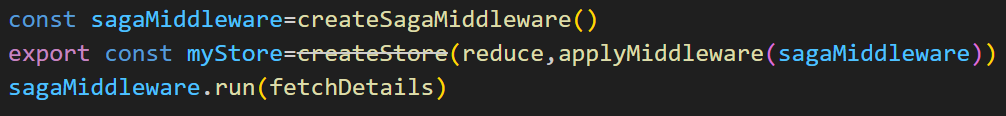 const sagaMiddleware=createSagaMiddleware()
export const myStore=createStore(reduce,applyMiddleware(sagaMiddleware))
sagaMiddleware.run(fetchDetails)